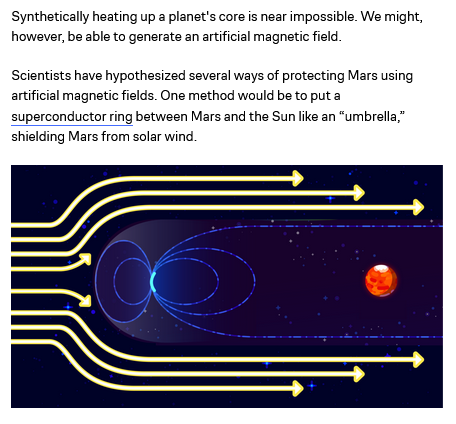 Synthetically heating up a planet's core is near impossible. We might,
however, be able to generate an artificial magnetic field.
Scientists have hypothesized several ways of protecting Mars using
artificial magnetic fields. One method would be to put a
superconductor ring between Mars and the Sun like an “umbrella,”
shielding Mars from solar wind.